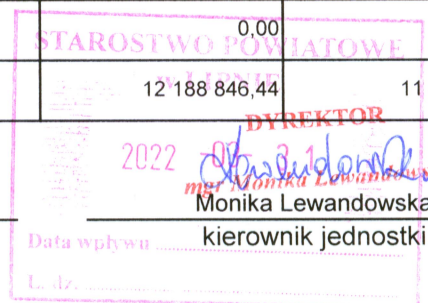 0,00
STAROSTWO POWIATOWE
w LIPNIE
12 188 846,44
11
DYREKTOR
2022
mgr Monika Lewandowska
Monika Lewandowska
kierownik jednostki
Data wpływu
L. dz.